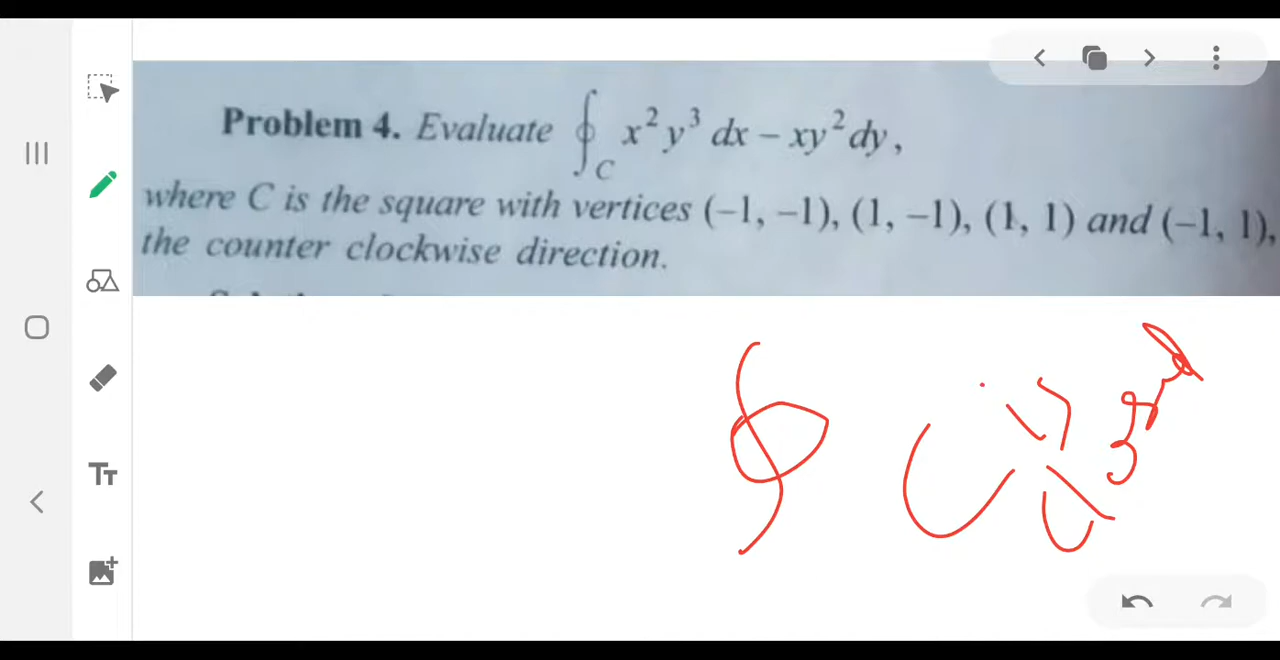 Problem 4. Evaluate ∮_C x²y³ dx – xy² dy,
where C is the square with vertices (–1, –1), (1, –1), (1, 1) and (–1, 1),
the counter clockwise direction.
∮
Tт